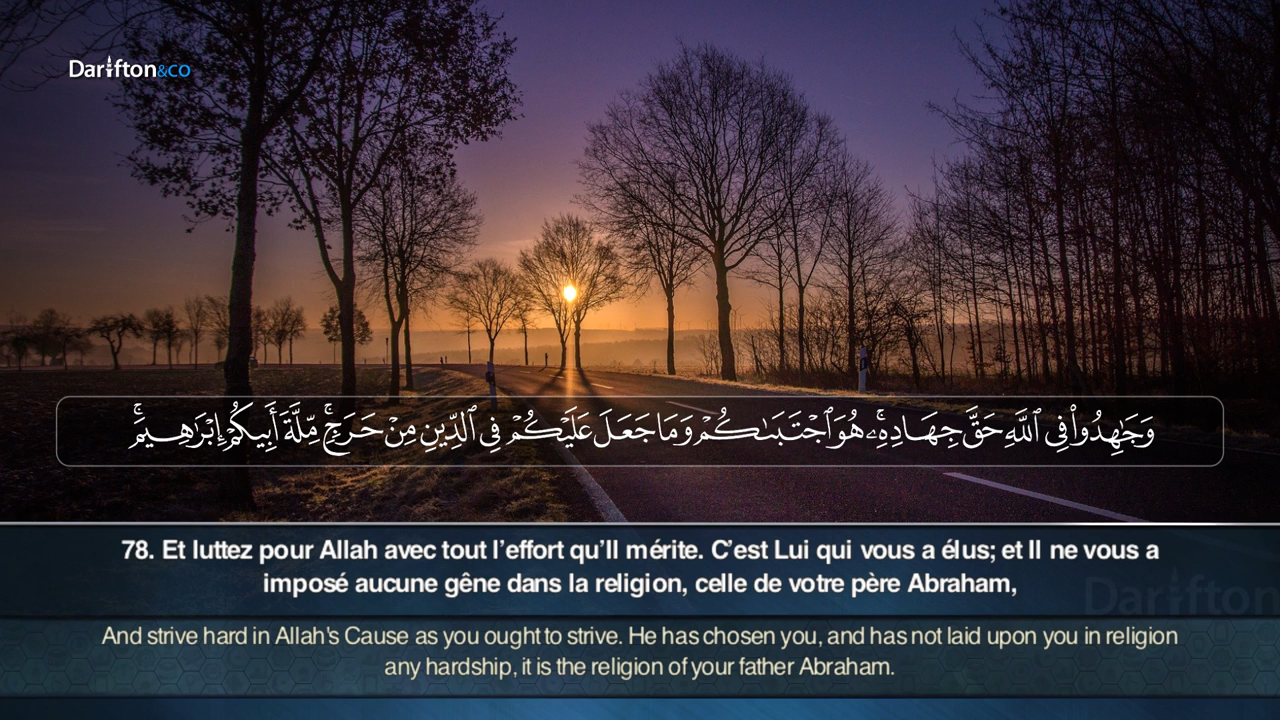 Darifton&co
وَجَٰهِدُوا۟ فِى ٱللَّهِ حَقَّ جِهَادِهِۦ ۚ هُوَ ٱجْتَبَىٰكُمْ وَمَا جَعَلَ عَلَيْكُمْ فِى ٱلدِّينِ مِنْ حَرَجٍ ۚ مِّلَّةَ أَبِيكُمْ إِبْرَٰهِيمَ ۚ
78. Et luttez pour Allah avec tout l’effort qu’Il mérite. C’est Lui qui vous a élus; et Il ne vous a
imposé aucune gêne dans la religion, celle de votre père Abraham,
Darifton
And strive hard in Allah's Cause as you ought to strive. He has chosen you, and has not laid upon you in religion
any hardship, it is the religion of your father Abraham.